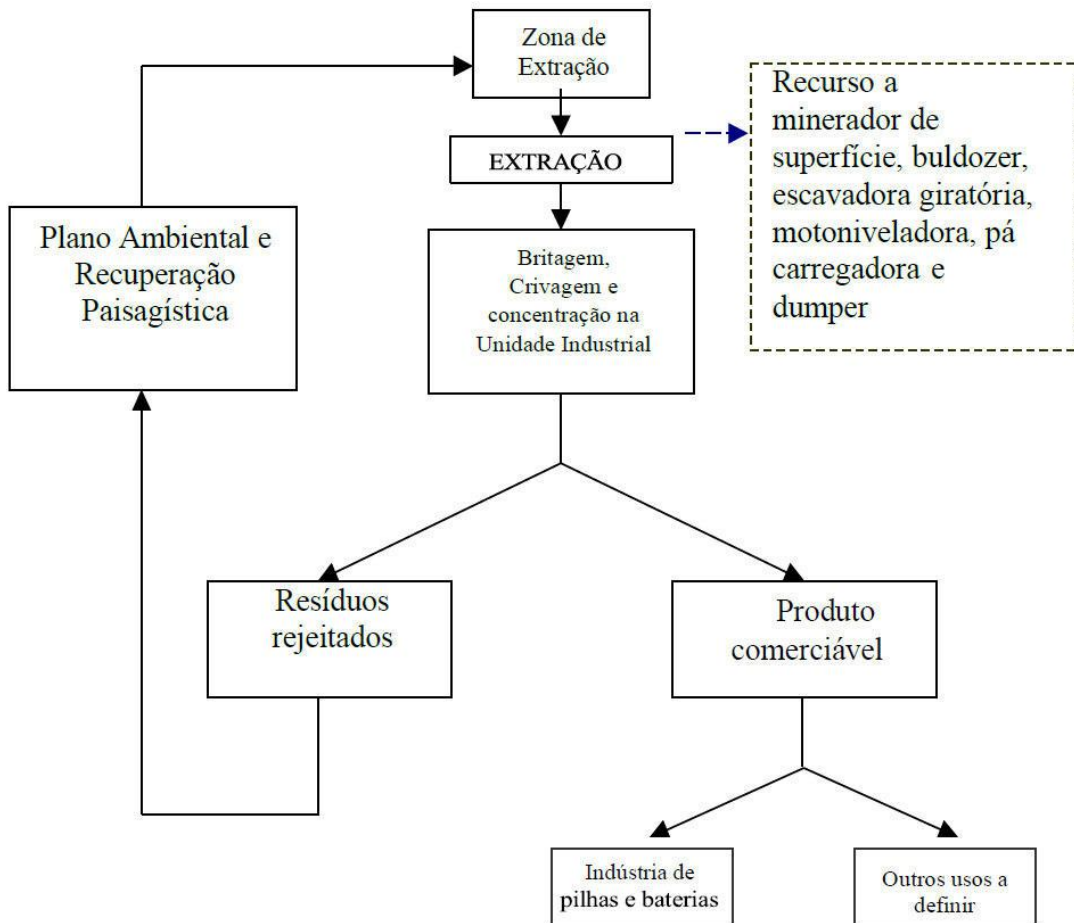 Zona de
Extração
EXTRAÇÃO
Recurso a
minerador de
superfície, buldozer,
escavadora giratória,
motoniveladora, pá
carregadora e
dumper
Plano Ambiental e
Recuperação
Paisagística
Britagem,
Crivagem e
concentração na
Unidade Industrial
Resíduos
rejeitados
Produto
comerciável
Indústria de
pilhas e baterias
Outros usos a
definir